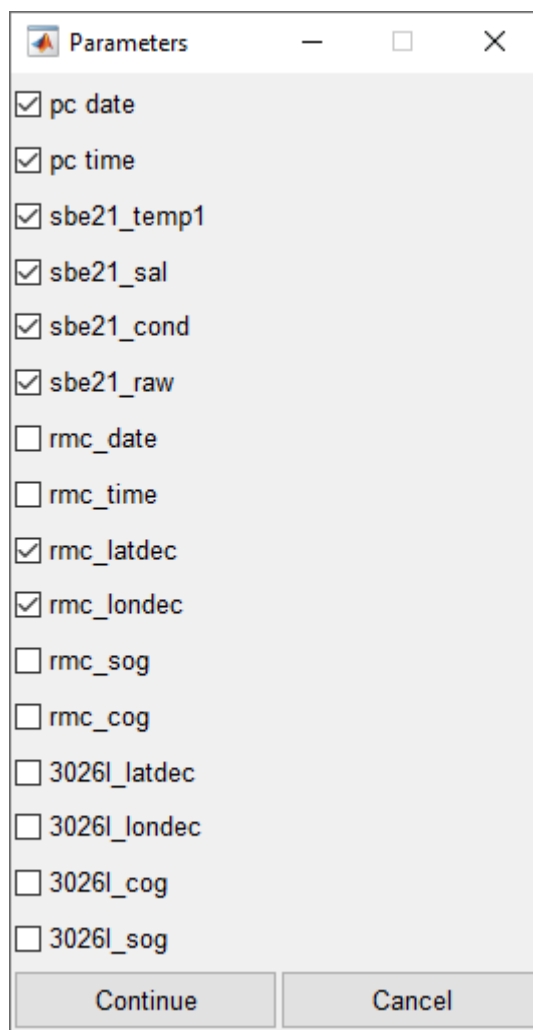 Parameters
pc date
pc time
sbe21_temp1
sbe21_sal
sbe21_cond
sbe21_raw
rmc_date
rmc_time
rmc_latdec
rmc_londec
rmc_sog
rmc_cog
3026l_latdec
3026l_londec
3026l_cog
3026l_sog
Continue Cancel